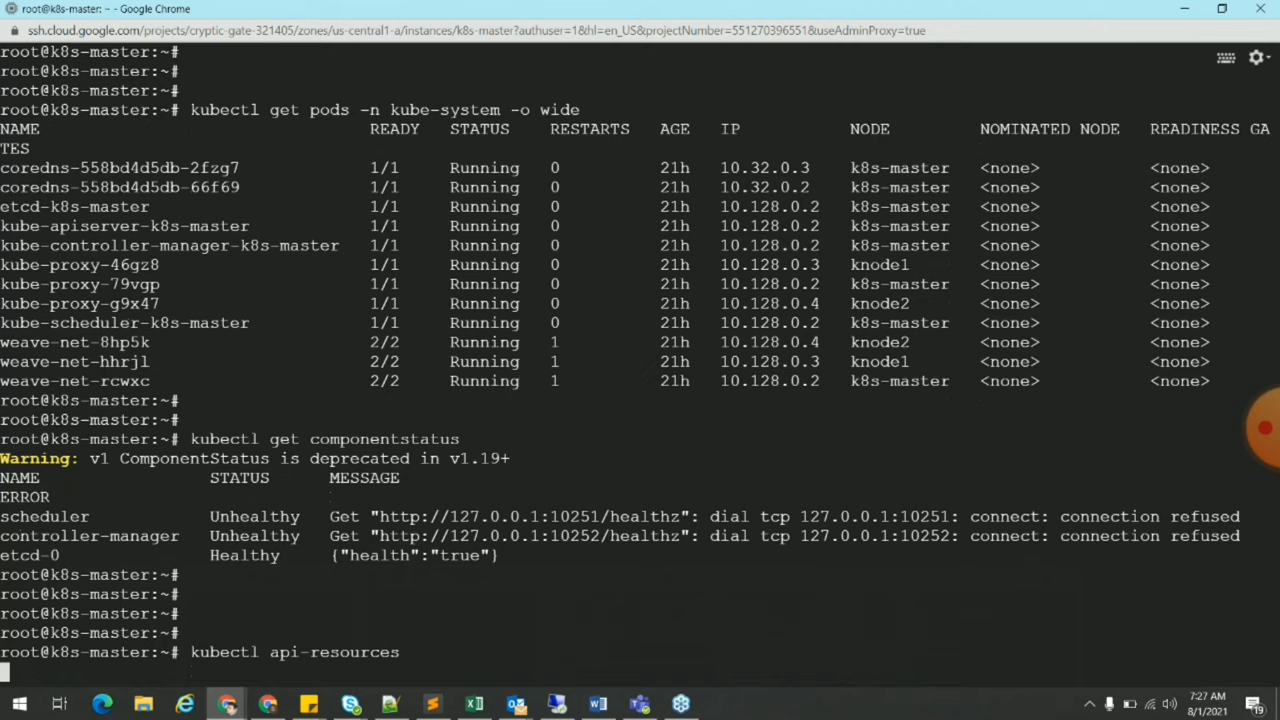 root@k8s-master: ~ - Google Chrome
ssh.cloud.google.com/projects/cryptic-gate-321405/zones/us-central1-a/instances/k8s-master?authuser=1&hl=en_US&projectNumber=551270396551&useAdminProxy=true
root@k8s-master:~#
root@k8s-master:~#
root@k8s-master:~#
root@k8s-master:~# kubectl get pods -n kube-system -o wide
NAME READY STATUS RESTARTS AGE IP NODE NOMINATED NODE READINESS GA
TES
coredns-558bd4d5db-2fzg7 1/1 Running 0 21h 10.32.0.3 k8s-master <none> <none>
coredns-558bd4d5db-66f69 1/1 Running 0 21h 10.32.0.2 k8s-master <none> <none>
etcd-k8s-master 1/1 Running 0 21h 10.128.0.2 k8s-master <none> <none>
kube-apiserver-k8s-master 1/1 Running 0 21h 10.128.0.2 k8s-master <none> <none>
kube-controller-manager-k8s-master 1/1 Running 0 21h 10.128.0.2 k8s-master <none> <none>
kube-proxy-46gz8 1/1 Running 0 21h 10.128.0.3 knode1 <none> <none>
kube-proxy-79vgp 1/1 Running 0 21h 10.128.0.2 k8s-master <none> <none>
kube-proxy-g9x47 1/1 Running 0 21h 10.128.0.4 knode2 <none> <none>
kube-scheduler-k8s-master 1/1 Running 0 21h 10.128.0.2 k8s-master <none> <none>
weave-net-8hp5k 2/2 Running 1 21h 10.128.0.4 knode2 <none> <none>
weave-net-hhrjl 2/2 Running 1 21h 10.128.0.3 knode1 <none> <none>
weave-net-rcwxc 2/2 Running 1 21h 10.128.0.2 k8s-master <none> <none>
root@k8s-master:~#
root@k8s-master:~#
root@k8s-master:~# kubectl get componentstatus
Warning: v1 ComponentStatus is deprecated in v1.19+
NAME STATUS MESSAGE
ERROR
scheduler Unhealthy Get "http://127.0.0.1:10251/healthz": dial tcp 127.0.0.1:10251: connect: connection refused
controller-manager Unhealthy Get "http://127.0.0.1:10252/healthz": dial tcp 127.0.0.1:10252: connect: connection refused
etcd-0 Healthy {"health":"true"}
root@k8s-master:~#
root@k8s-master:~#
root@k8s-master:~#
root@k8s-master:~#
root@k8s-master:~# kubectl api-resources
7:27 AM
8/1/2021
19